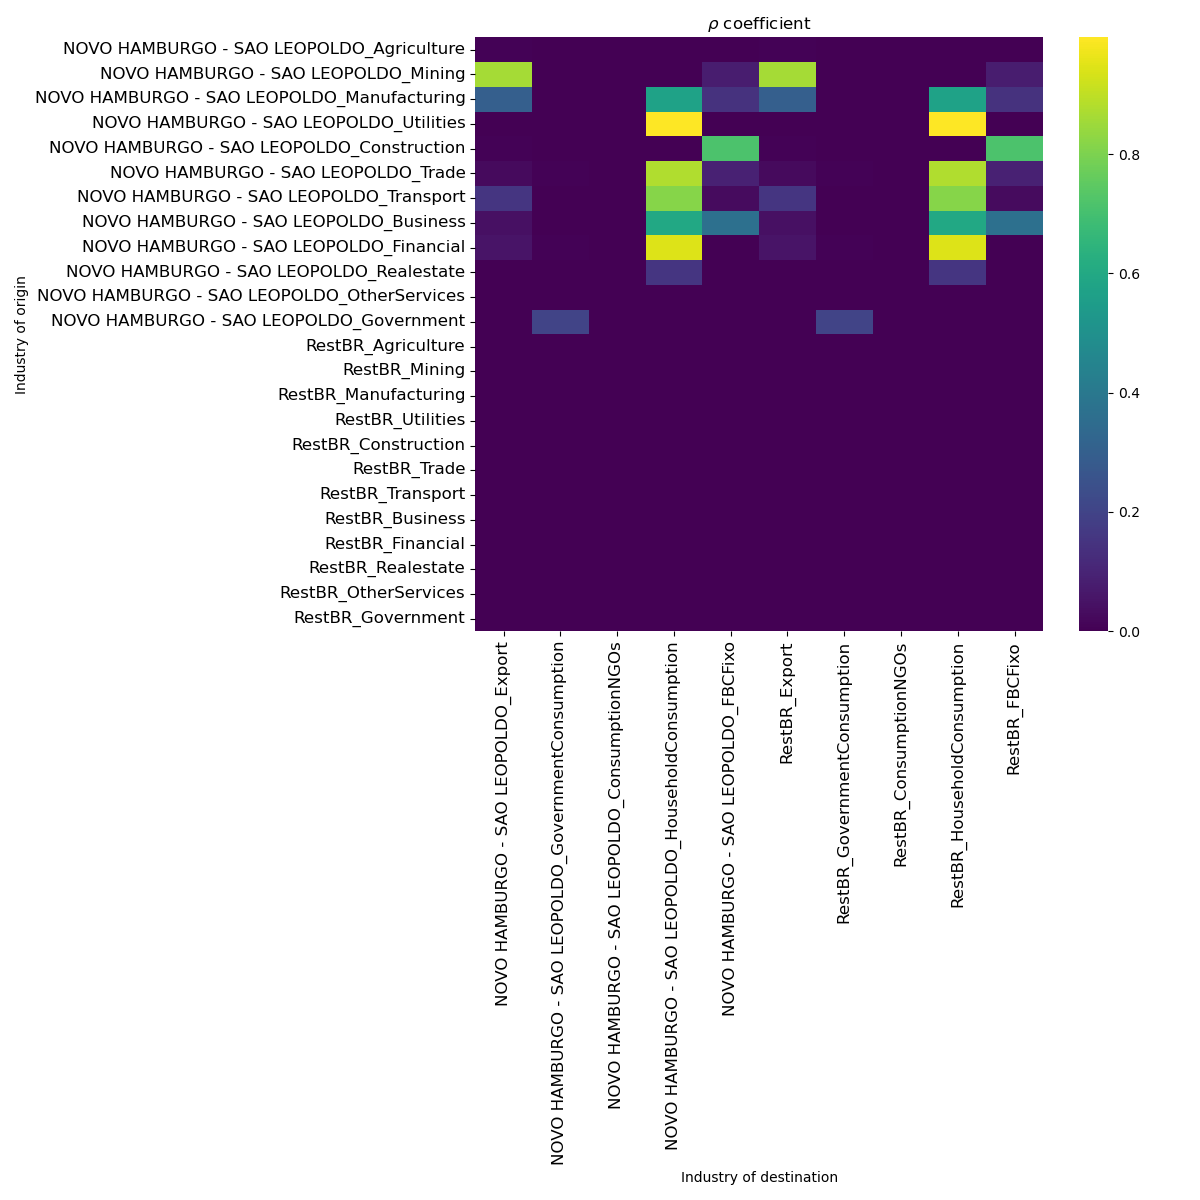 ρ coefficient
NOVO HAMBURGO - SAO LEOPOLDO_Agriculture
NOVO HAMBURGO - SAO LEOPOLDO_Mining
NOVO HAMBURGO - SAO LEOPOLDO_Manufacturing
NOVO HAMBURGO - SAO LEOPOLDO_Utilities
NOVO HAMBURGO - SAO LEOPOLDO_Construction
NOVO HAMBURGO - SAO LEOPOLDO_Trade
NOVO HAMBURGO - SAO LEOPOLDO_Transport
NOVO HAMBURGO - SAO LEOPOLDO_Business
NOVO HAMBURGO - SAO LEOPOLDO_Financial
NOVO HAMBURGO - SAO LEOPOLDO_Realestate
NOVO HAMBURGO - SAO LEOPOLDO_OtherServices
NOVO HAMBURGO - SAO LEOPOLDO_Government
RestBR_Agriculture
RestBR_Mining
RestBR_Manufacturing
RestBR_Utilities
RestBR_Construction
RestBR_Trade
RestBR_Transport
RestBR_Business
RestBR_Financial
RestBR_Realestate
RestBR_OtherServices
RestBR_Government
Industry of origin
NOVO HAMBURGO - SAO LEOPOLDO_Export
NOVO HAMBURGO - SAO LEOPOLDO_GovernmentConsumption
NOVO HAMBURGO - SAO LEOPOLDO_ConsumptionNGOs
NOVO HAMBURGO - SAO LEOPOLDO_HouseholdConsumption
NOVO HAMBURGO - SAO LEOPOLDO_FBCFixo
RestBR_Export
RestBR_GovernmentConsumption
RestBR_ConsumptionNGOs
RestBR_HouseholdConsumption
RestBR_FBCFixo
Industry of destination
0.8
0.6
0.4
0.2
0.0